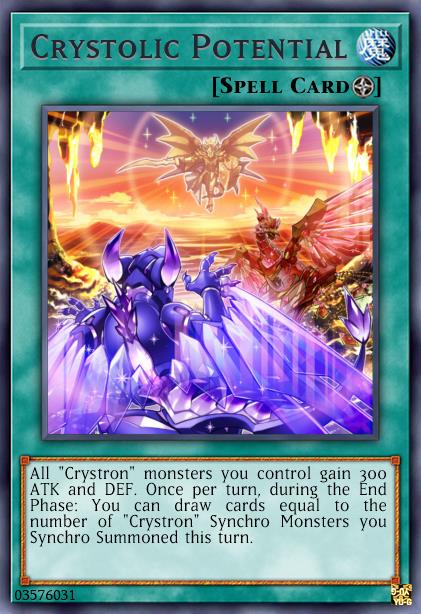 CRYSTOLIC POTENTIAL 魔
[SPELL CARD]
All "Crystron" monsters you control gain 300
ATK and DEF. Once per turn, during the End
Phase: You can draw cards equal to the
number of "Crystron" Synchro Monsters you
Synchro Summoned this turn.
03576031